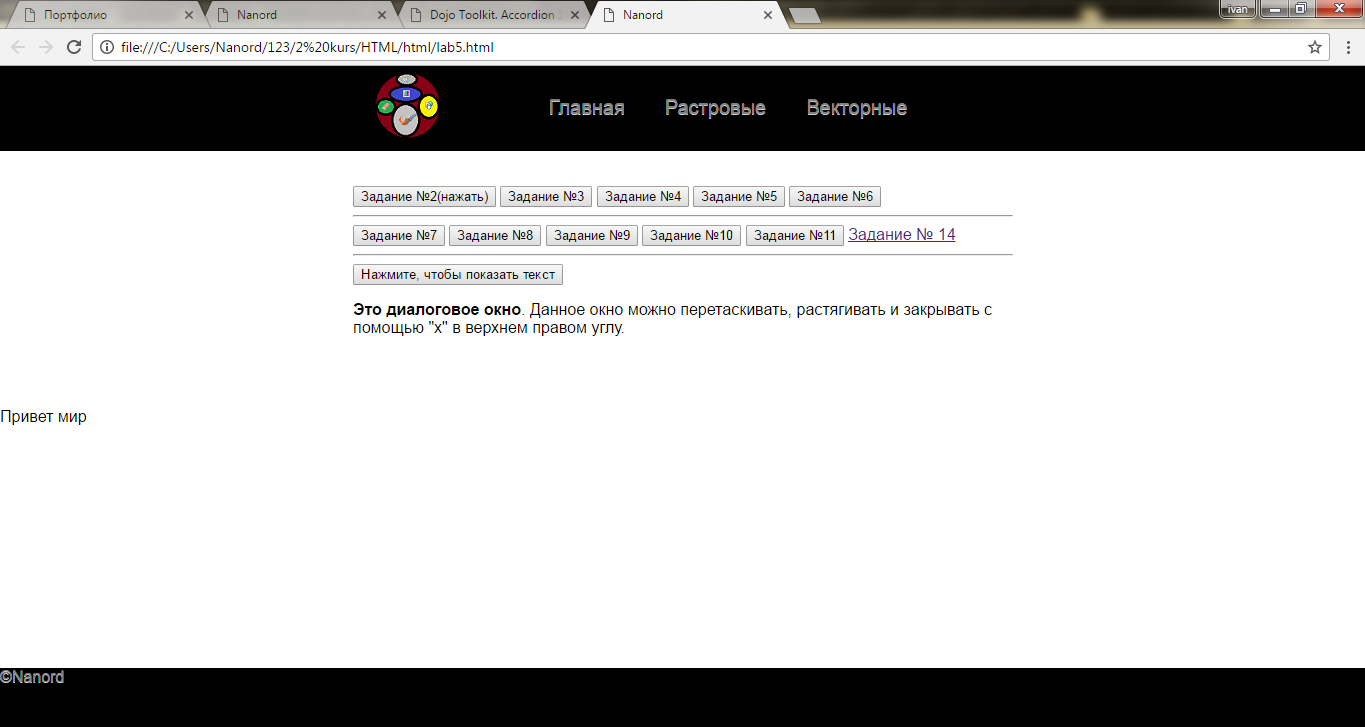 Портфолио
Nanord
Dojo Toolkit. Accordion
Nanord
ivan
file:///C:/Users/Nanord/123/2%20kurs/HTML/html/lab5.html
Главная Растровые Векторные
Задание №2(нажать) Задание №3 Задание №4 Задание №5 Задание №6
Задание №7 Задание №8 Задание №9 Задание №10 Задание №11 Задание № 14
Нажмите, чтобы показать текст
Это диалоговое окно. Данное окно можно перетаскивать, растягивать и закрывать с
помощью "x" в верхнем правом углу.
Привет мир
©Nanord